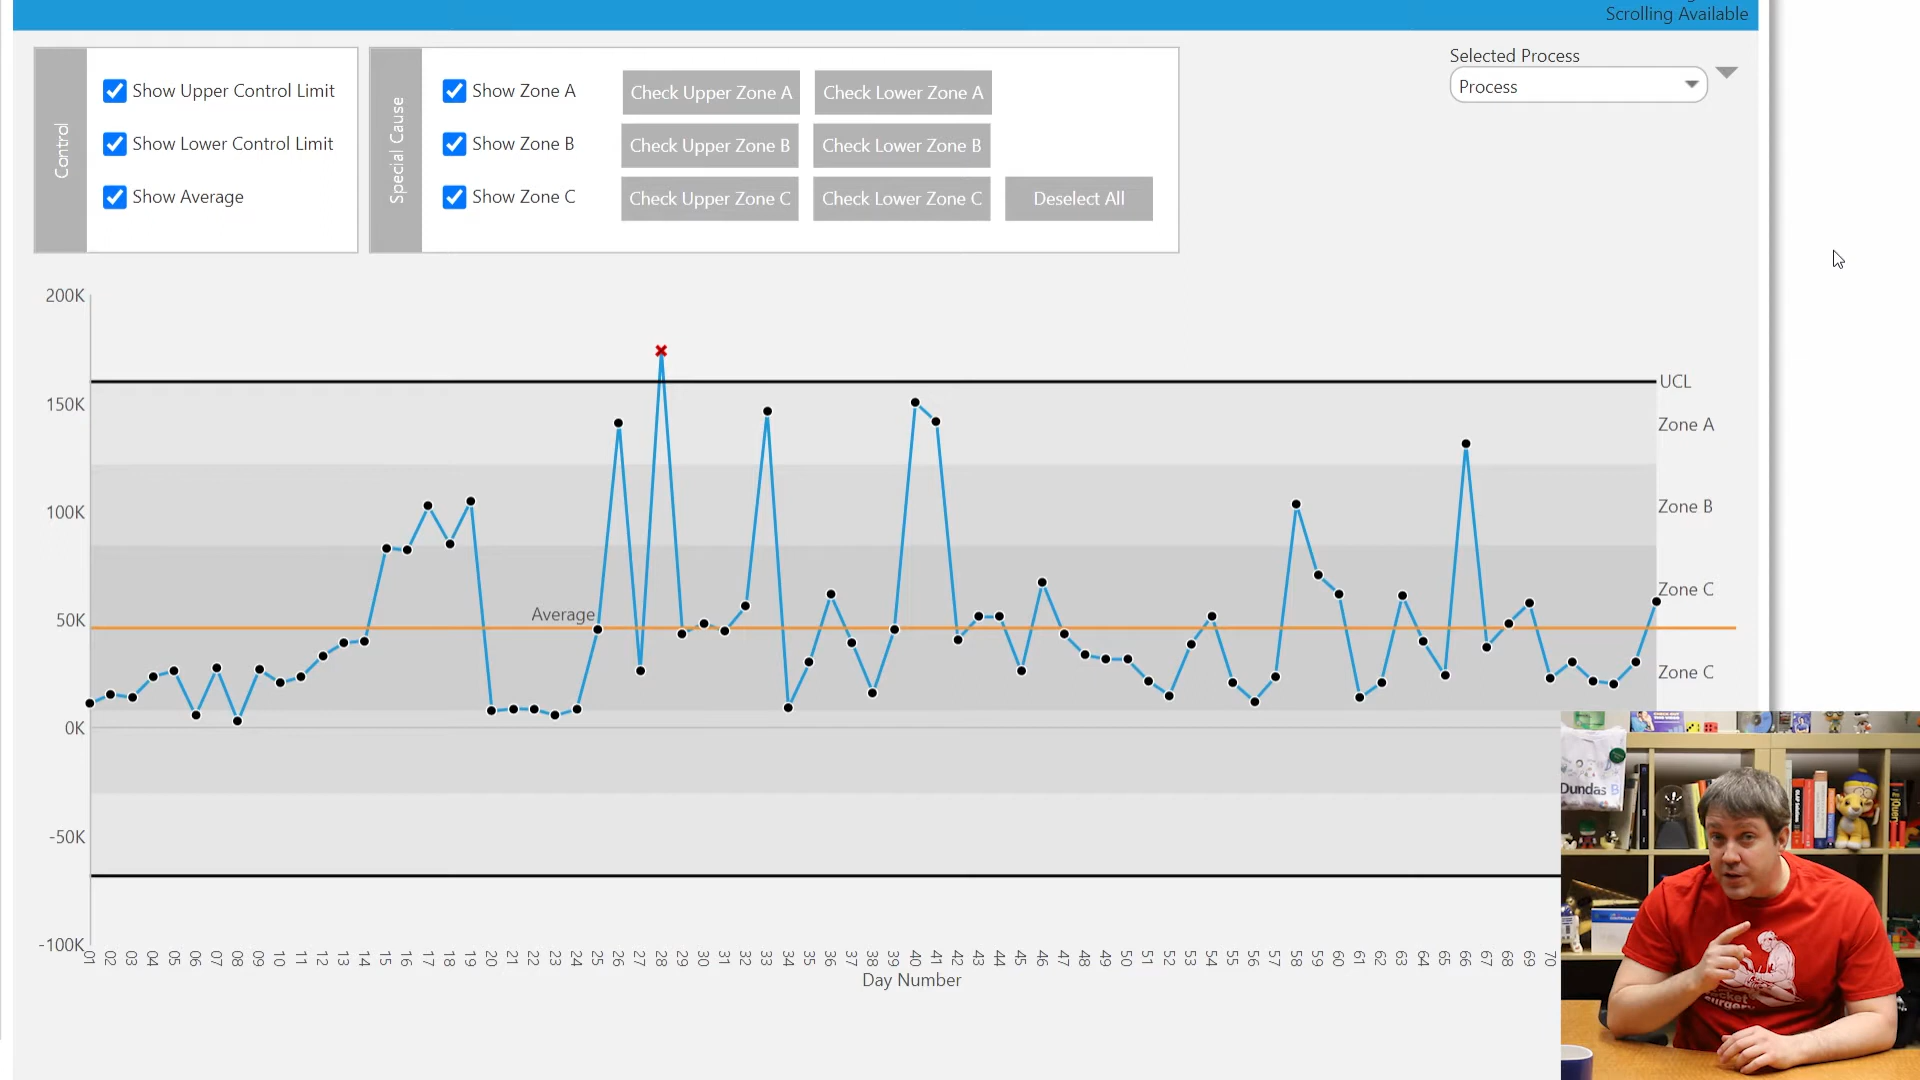 Scrolling Available
Control
Show Upper Control Limit
Show Lower Control Limit
Show Average
Special Cause
Show Zone A
Show Zone B
Show Zone C
Check Upper Zone A
Check Lower Zone A
Check Upper Zone B
Check Lower Zone B
Check Upper Zone C
Check Lower Zone C
Deselect All
Selected Process
Process
200K
150K
100K
50K
0K
-50K
-100K
UCL
Zone A
Zone B
Zone C
Zone C
Average
01 02 03 04 05 06 07 08 09 10 11 12 13 14 15 16 17 18 19 20 21 22 23 24 25 26 27 28 29 30 31 32 33 34 35 36 37 38 39 40 41 42 43 44 45 46 47 48 49 50 51 52 53 54 55 56 57 58 59 60 61 62 63 64 65 66 67 68 69 70
Day Number
Dundas B
jQuery
surgery